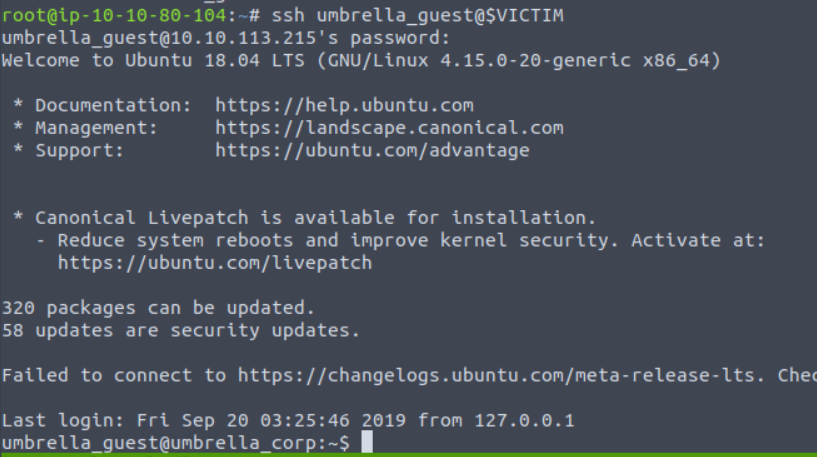 root@ip-10-10-80-104:~# ssh umbrella_guest@$VICTIM
umbrella_guest@10.10.113.215's password:
Welcome to Ubuntu 18.04 LTS (GNU/Linux 4.15.0-20-generic x86_64)
* Documentation: https://help.ubuntu.com
* Management: https://landscape.canonical.com
* Support: https://ubuntu.com/advantage
* Canonical Livepatch is available for installation.
- Reduce system reboots and improve kernel security. Activate at:
https://ubuntu.com/livepatch
320 packages can be updated.
58 updates are security updates.
Failed to connect to https://changelogs.ubuntu.com/meta-release-lts. Chec
Last login: Fri Sep 20 03:25:46 2019 from 127.0.0.1
umbrella_guest@umbrella_corp:~$